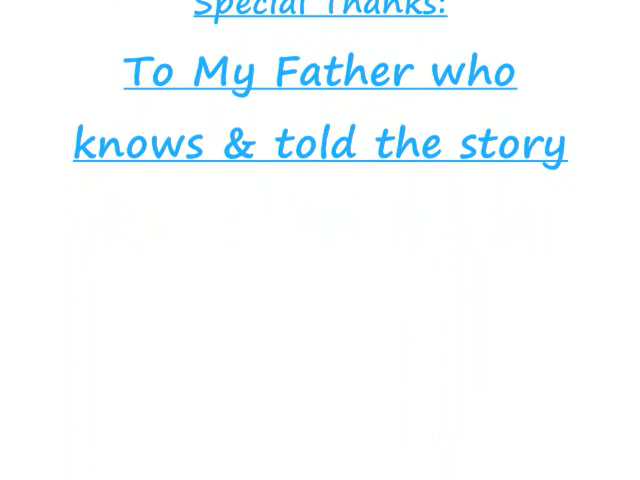 Special Thanks:
To My Father who
knows & told the story